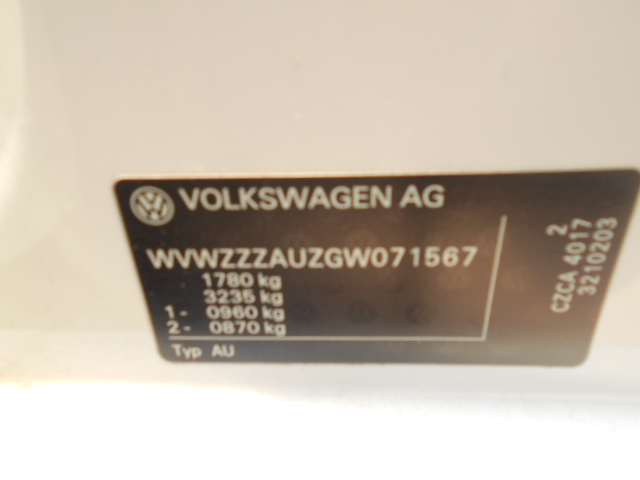 VOLKSWAGEN AG
WVWZZZAUZGW071567
1780 kg
3235 kg
1- 0960 kg
2- 0870 kg
Typ AU
2
CZCA 4017
3210203